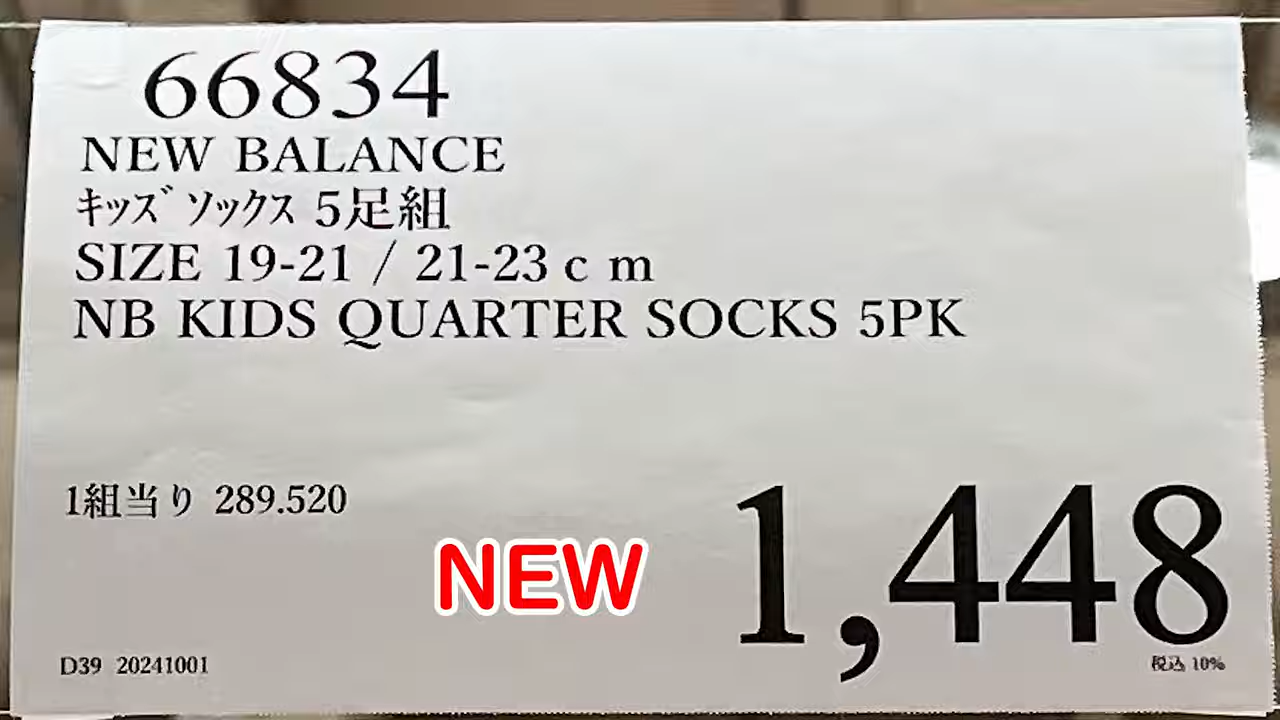 66834
NEW BALANCE
ｷｯｽﾞ ｿｯｸｽ 5足組
SIZE 19-21 / 21-23ｃｍ
NB KIDS QUARTER SOCKS 5PK
1組当り 289.520
NEW
1,448
D39 20241001
税込 10%